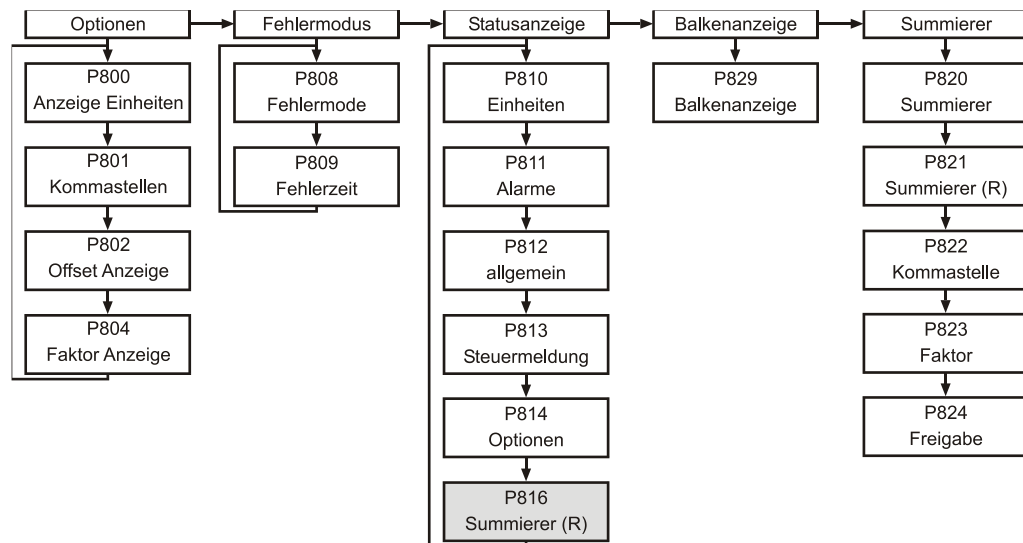 Optionen
Fehlermodus
Statusanzeige
Balkenanzeige
Summierer
P800
Anzeige Einheiten
P801
Kommastellen
P802
Offset Anzeige
P804
Faktor Anzeige
P808
Fehlermode
P809
Fehlerzeit
P810
Einheiten
P811
Alarme
P812
allgemein
P813
Steuermeldung
P814
Optionen
P816
Summierer (R)
P829
Balkenanzeige
P820
Summierer
P821
Summierer (R)
P822
Kommastelle
P823
Faktor
P824
Freigabe